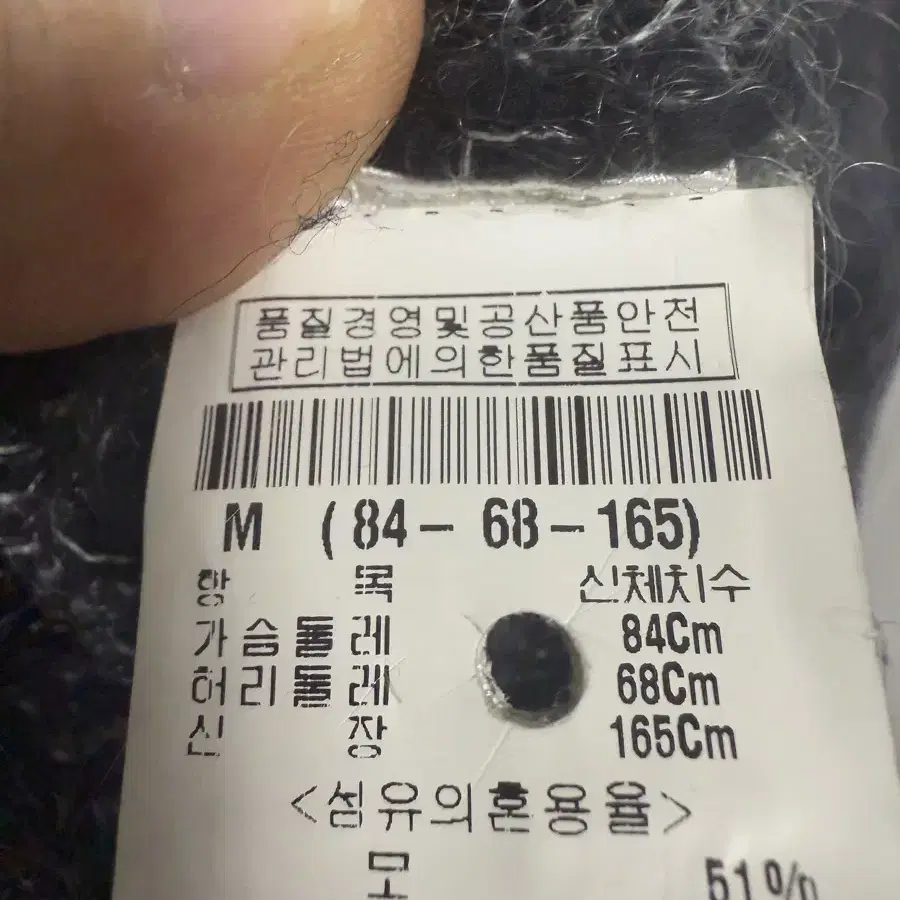 품질경영및공산품안전
관리법에의한품질표시
M (84-68-165)
항 목 신체치수
가슴둘레 84Cm
허리둘레 68Cm
신 장 165Cm
<섬유의혼용율>
모 51%